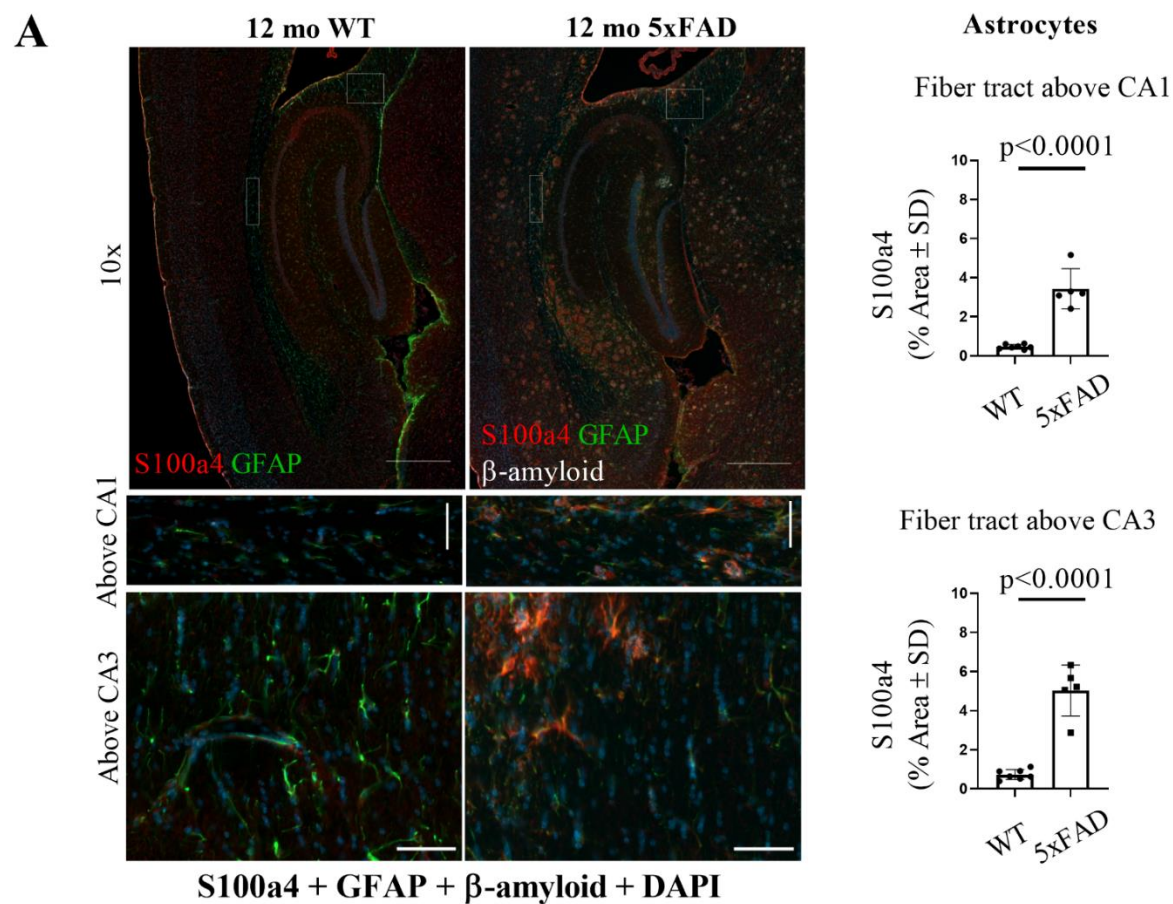 A
12 mo WT
12 mo 5xFAD
10x
S100a4 GFAP
S100a4 GFAP
β-amyloid
Above CA1
Above CA3
S100a4 + GFAP + β-amyloid + DAPI
Astrocytes
Fiber tract above CA1
p<0.0001
S100a4
(% Area ± SD)
10
8
6
4
2
0
WT
5xFAD
Fiber tract above CA3
p<0.0001
S100a4
(% Area ± SD)
10
8
6
4
2
0
WT
5xFAD